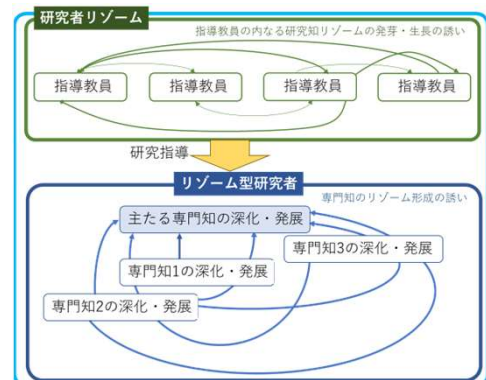 研究者リゾーム
指導教員の内なる研究知リゾームの発芽・生長の誘い
指導教員
指導教員
指導教員
指導教員
研究指導
リゾーム型研究者
専門知のリゾーム形成の誘い
主たる専門知の深化・発展
専門知3の深化・発展
専門知1の深化・発展
専門知2の深化・発展